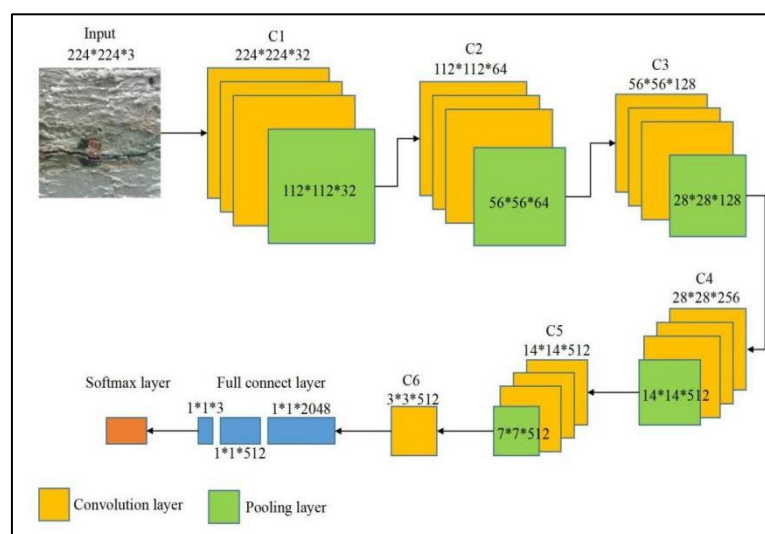 Input
224*224*3
C1
224*224*32
112*112*32
C2
112*112*64
56*56*64
C3
56*56*128
28*28*128
C4
28*28*256
14*14*512
C5
14*14*512
7*7*512
C6
3*3*512
Full connect layer
1*1*2048
1*1*512
1*1*3
Softmax layer
Convolution layer
Pooling layer